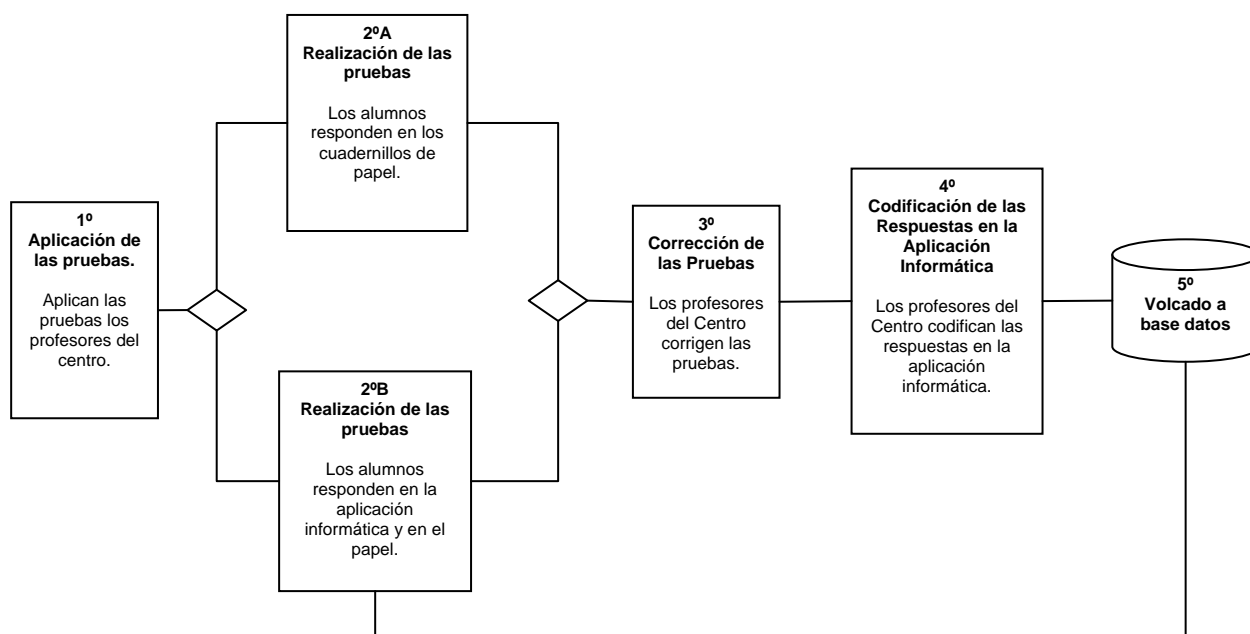 1º
Aplicación de
las pruebas.
Aplican las
pruebas los
profesores del
centro.
2ºA
Realización de las
pruebas
Los alumnos
responden en los
cuadernillos de
papel.
2ºB
Realización de las
pruebas
Los alumnos
responden en la
aplicación
informática y en el
papel.
3º
Corrección de
las Pruebas
Los profesores
del Centro
corrigen las
pruebas.
4º
Codificación de las
Respuestas en la
Aplicación
Informática
Los profesores del
Centro codifican las
respuestas en la
aplicación
informática.
5º
Volcado a
base datos